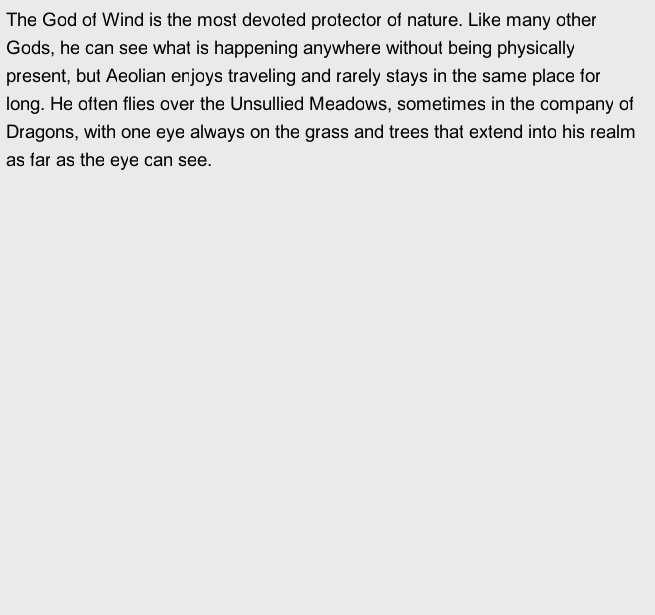 The God of Wind is the most devoted protector of nature. Like many other
Gods, he can see what is happening anywhere without being physically
present, but Aeolian enjoys traveling and rarely stays in the same place for
long. He often flies over the Unsullied Meadows, sometimes in the company of
Dragons, with one eye always on the grass and trees that extend into his realm
as far as the eye can see.